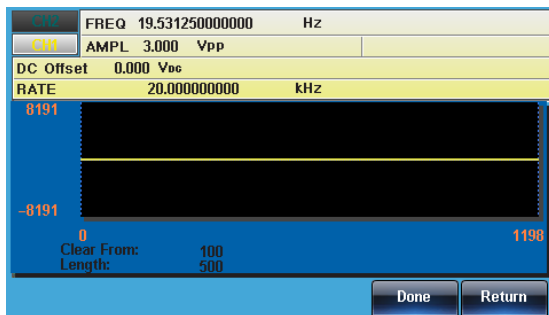 CH2 FREQ 19.531250000000 Hz
CH1 AMPL 3.000 Vpp
DC Offset 0.000 VDC
RATE 20.000000000 kHz
8191
-8191
0 1198
Clear From: 100
Length: 500
Done Return